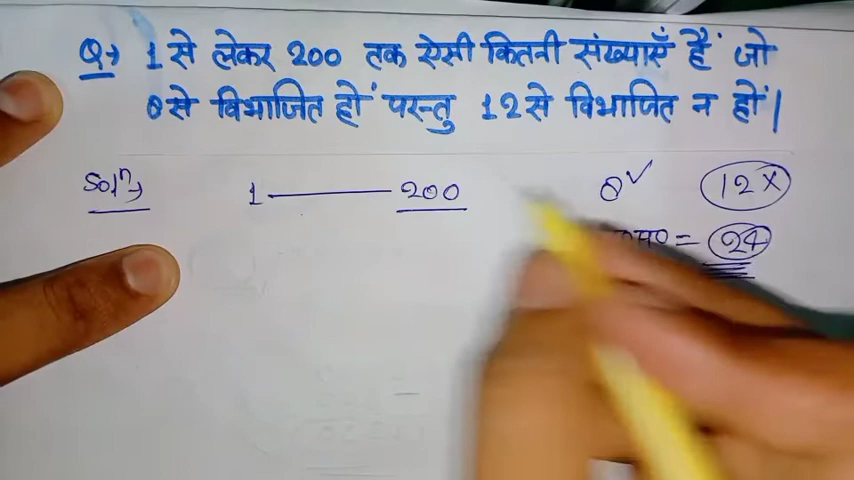 Q→ 1 से लेकर 200 तक ऐसी कितनी संख्याएँ हैं जो
8 से विभाजित हों परन्तु 12 से विभाजित न हों।
Solⁿ→ 1 — 200 8 ✓ 12 ×
= 24